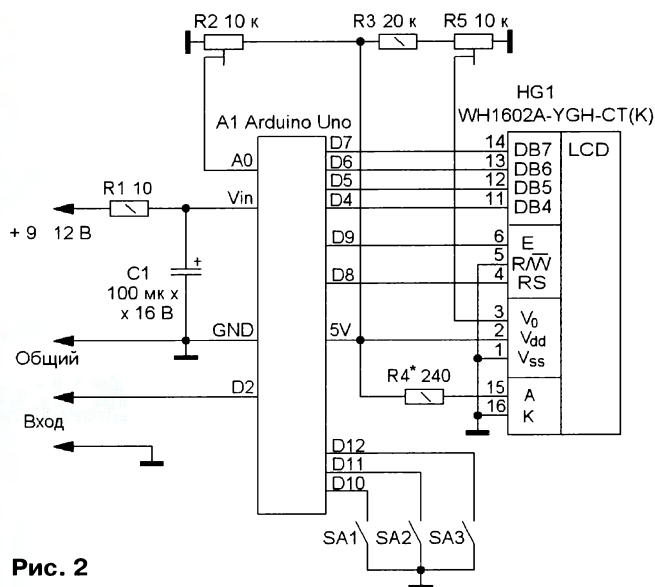 R2 10 к
R3 20 к
R5 10 к
HG1
WH1602A-YGH-CT(K)
A1 Arduino Uno
A0
D7
14
DB7
LCD
D6
13
DB6
D5
12
DB5
D4
11
DB4
R1 10
Vin
+ 9 12 В
D9
6
E
5
R/W
D8
4
RS
+
C1
100 мк х
х 16 В
3
V0
GND
5V
2
Vdd
1
Vss
Общий
R4* 240
15
A
16
K
D2
Вход
D12
D11
D10
SA1
SA2
SA3
Рис. 2